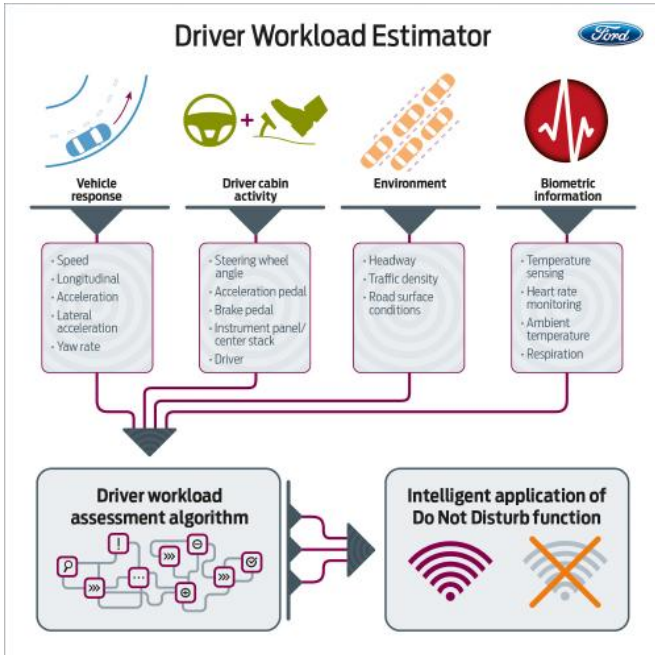 Driver Workload Estimator
Ford
Vehicle
response
Driver cabin
activity
Environment
Biometric
information
· Speed
· Longitudinal
· Acceleration
· Lateral
acceleration
· Yaw rate
· Steering wheel
angle
· Acceleration pedal
· Brake pedal
· Instrument panel/
center stack
· Driver
· Headway
· Traffic density
· Road surface
conditions
· Temperature
sensing
· Heart rate
monitoring
· Ambient
temperature
· Respiration
Driver workload
assessment algorithm
Intelligent application of
Do Not Disturb function